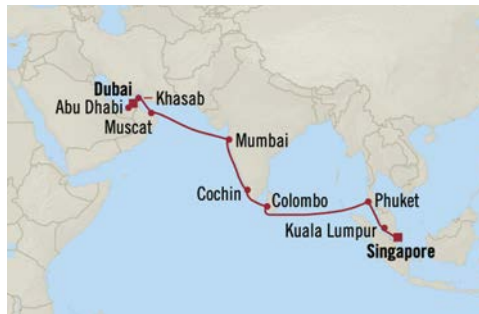 Dubai
Khasab
Abu Dhabi
Muscat
Mumbai
Cochin
Colombo
Phuket
Kuala Lumpur
Singapore